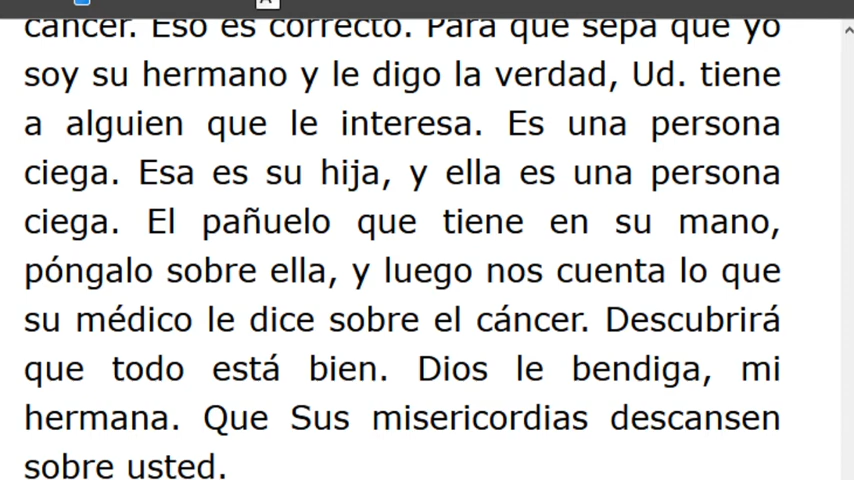 cáncer. Eso es correcto. Para que sepa que yo
soy su hermano y le digo la verdad, Ud. tiene
a alguien que le interesa. Es una persona
ciega. Esa es su hija, y ella es una persona
ciega. El pañuelo que tiene en su mano,
póngalo sobre ella, y luego nos cuenta lo que
su médico le dice sobre el cáncer. Descubrirá
que todo está bien. Dios le bendiga, mi
hermana. Que Sus misericordias descansen
sobre usted.